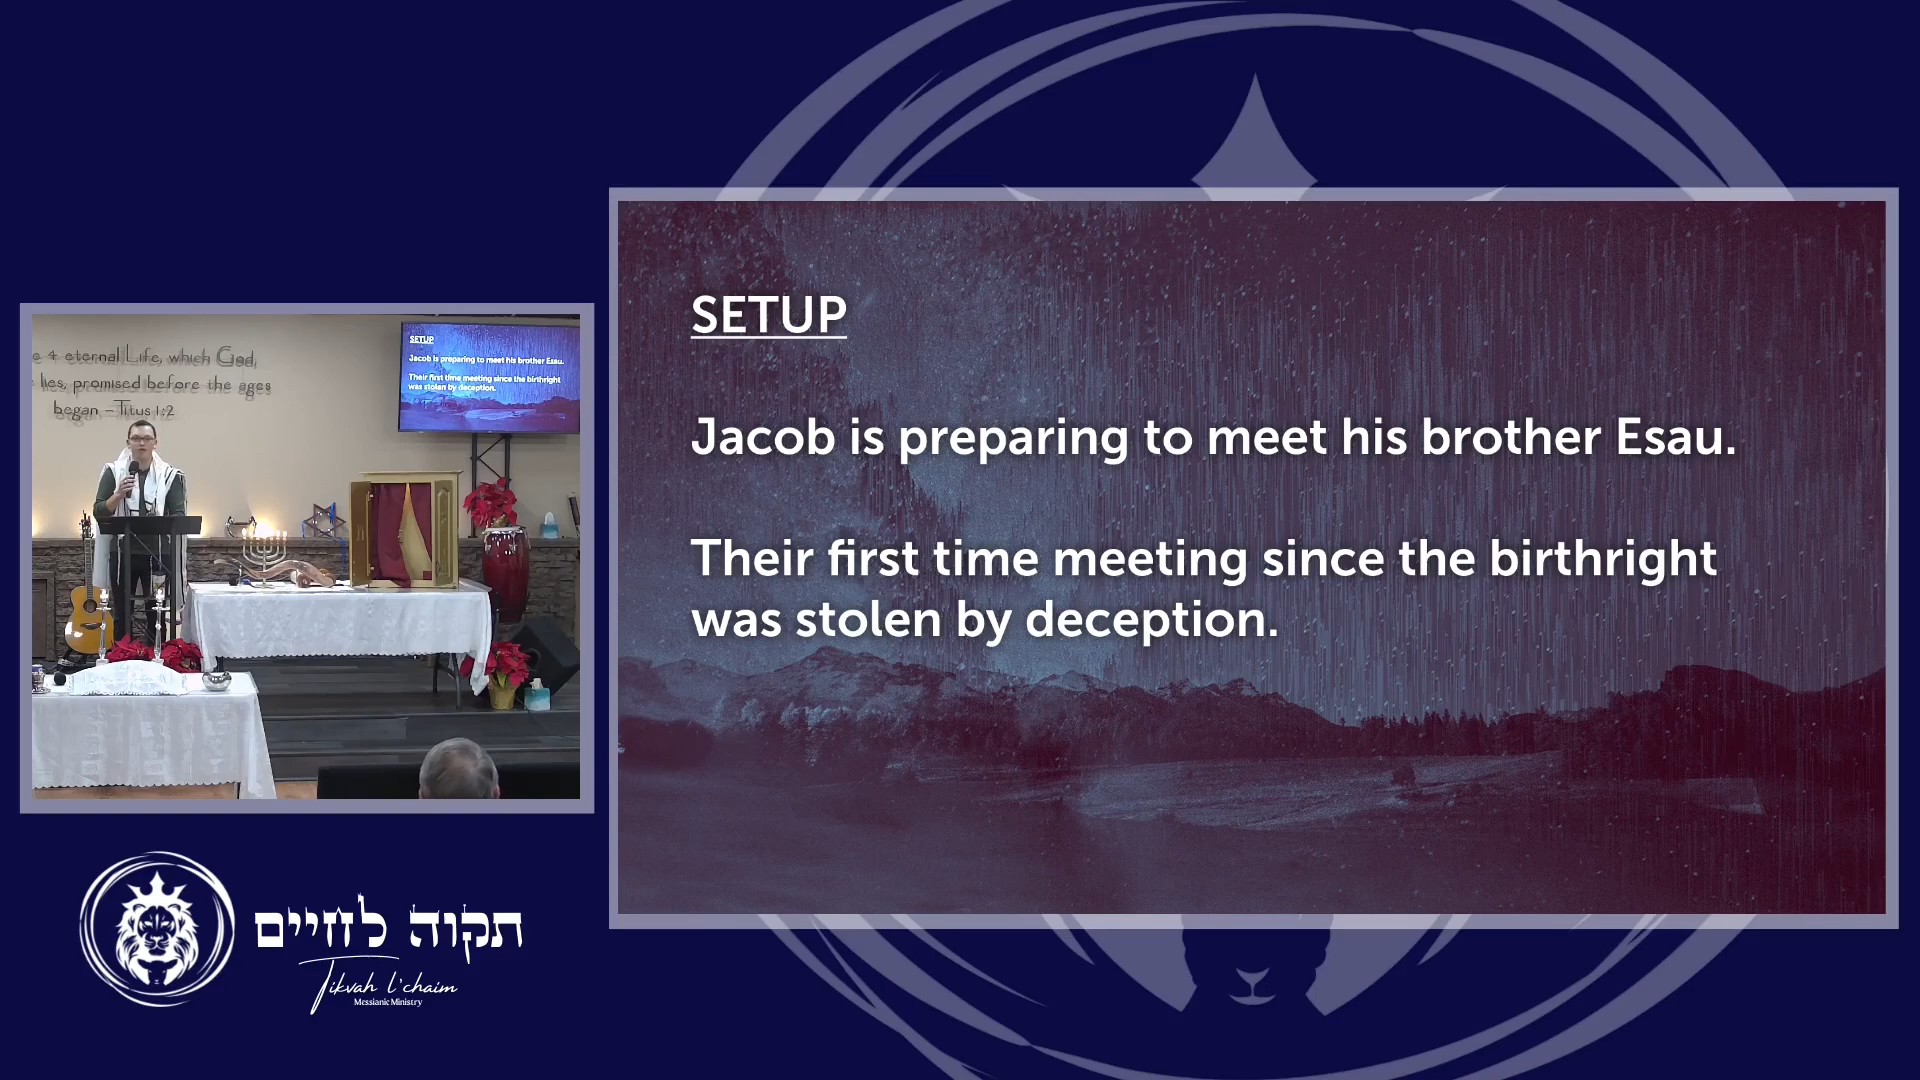 e & eternal Life, which God,
lies, promised before the ages
began - Titus 1:2
SETUP
Jacob is preparing to meet his brother Esau.
Their first time meeting since the birthright
was stolen by deception.
SETUP
Jacob is preparing to meet his brother Esau.
Their first time meeting since the birthright
was stolen by deception.
תקוה לחיים
Tikvah l'chaim
Messianic Ministry